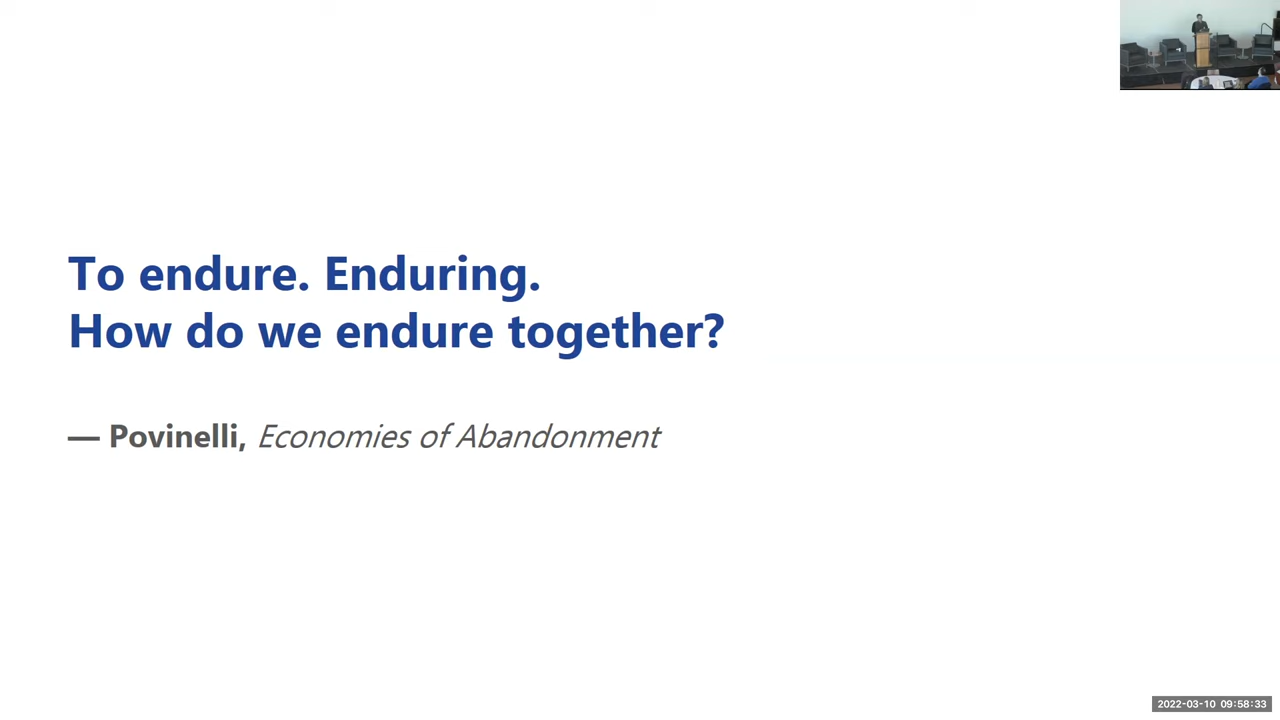 To endure. Enduring.
How do we endure together?
— Povinelli, Economies of Abandonment
2022-03-10 09:58:33